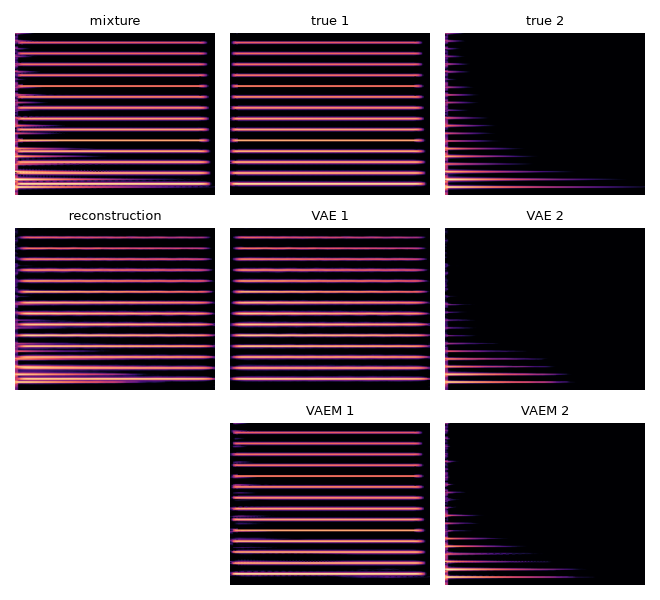 mixture
true 1
true 2
reconstruction
VAE 1
VAE 2
VAEM 1
VAEM 2